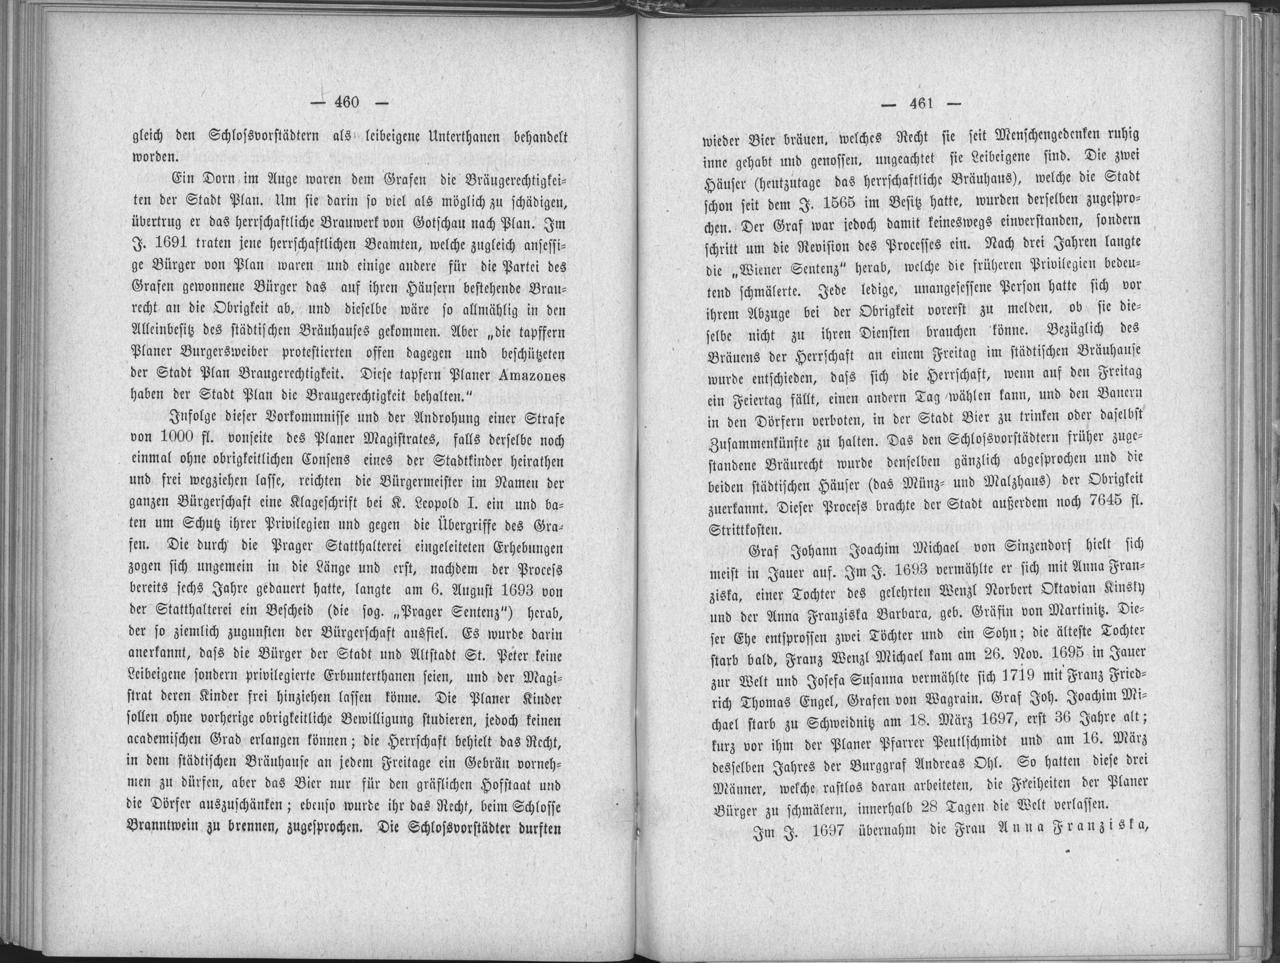 — 460 —
gleich den Schlossvorstädtern als leibeigene Unterthanen behandelt
worden.
Ein Dorn im Auge waren dem Grafen die Bräugerechtigkei-
ten der Stadt Plan. Um sie darin so viel als möglich zu schädigen,
übertrug er das herrschaftliche Brauwerk von Gotschau nach Plan. Im
J. 1691 traten jene herrschaftlichen Beamten, welche zugleich ansessi-
ge Bürger von Plan waren und einige andere für die Partei des
Grafen gewonnene Bürger das auf ihren Häusern bestehende Brau-
recht an die Obrigkeit ab, und dieselbe wäre so allmählig in den
Alleinbesitz des städtischen Bräuhauses gekommen. Aber „die tapffern
Planer Burgersweiber protestierten offen dagegen und beschützeten
der Stadt Plan Braugerechtigkeit. Diese tapfern Planer Amazones
haben der Stadt Plan die Braugerechtigkeit behalten.“
Infolge dieser Vorkommnisse und der Androhung einer Strafe
von 1000 fl. vonseite des Planer Magistrates, falls derselbe noch
einmal ohne obrigkeitlichen Consens eines der Stadtkinder heirathen
und frei wegziehen lasse, reichten die Bürgermeister im Namen der
ganzen Bürgerschaft eine Klageschrift bei K. Leopold I. ein und ba-
ten um Schutz ihrer Privilegien und gegen die Übergriffe des Gra-
fen. Die durch die Prager Statthalterei eingeleiteten Erhebungen
zogen sich ungemein in die Länge und erst, nachdem der Process
bereits sechs Jahre gedauert hatte, langte am 6. August 1693 von
der Statthalterei ein Bescheid (die sog. „Prager Sentenz“) herab,
der so ziemlich zugunsten der Bürgerschaft ausfiel. Es wurde darin
anerkannt, dass die Bürger der Stadt und Altstadt St. Peter keine
Leibeigene sondern privilegierte Erbunterthanen seien, und der Magi-
strat deren Kinder frei hinziehen lassen könne. Die Planer Kinder
sollen ohne vorherige obrigkeitliche Bewilligung studieren, jedoch keinen
academischen Grad erlangen können; die Herrschaft behielt das Recht,
in dem städtischen Bräuhause an jedem Freitage ein Gebräu vorneh-
men zu dürfen, aber das Bier nur für den gräflichen Hofstaat und
die Dörfer auszuschänken; ebenso wurde ihr das Recht, beim Schlosse
Branntwein zu brennen, zugesprochen. Die Schlossvorstädter durften
— 461 —
wieder Bier bräuen, welches Recht sie seit Menschengedenken ruhig
inne gehabt und genossen, ungeachtet sie Leibeigene sind. Die zwei
Häuser (heutzutage das herrschaftliche Bräuhaus), welche die Stadt
schon seit dem J. 1565 im Besitz hatte, wurden derselben zugespro-
chen. Der Graf war jedoch damit keineswegs einverstanden, sondern
schritt um die Revision des Processes ein. Nach drei Jahren langte
die „Wiener Sentenz“ herab, welche die früheren Privilegien bedeu-
tend schmälerte. Jede ledige, unangesessene Person hatte sich vor
ihrem Abzuge bei der Obrigkeit vorerst zu melden, ob sie die-
selbe nicht zu ihren Diensten brauchen könne. Bezüglich des
Bräuens der Herrschaft an einem Freitag im städtischen Bräuhause
wurde entschieden, dass sich die Herrschaft, wenn auf den Freitag
ein Feiertag fällt, einen andern Tag wählen kann, und den Bauern
in den Dörfern verboten, in der Stadt Bier zu trinken oder daselbst
Zusammenkünfte zu halten. Das den Schlossvorstädtern früher zuge-
standene Bräurecht wurde denselben gänzlich abgesprochen und die
beiden städtischen Häuser (das Münz- und Malzhaus) der Obrigkeit
zuerkannt. Dieser Process brachte der Stadt außerdem noch 7645 fl.
Strittkosten.
Graf Johann Joachim Michael von Sinzendorf hielt sich
meist in Jauer auf. Im J. 1693 vermählte er sich mit Anna Fran-
ziska, einer Tochter des gelehrten Wenzl Norbert Oktavian Kinsky
und der Anna Franziska Barbara, geb. Gräfin von Martinitz. Die-
ser Ehe entsprossen zwei Töchter und ein Sohn; die älteste Tochter
starb bald, Franz Wenzl Michael kam am 26. Nov. 1695 in Jauer
zur Welt und Josefa Susanna vermählte sich 1719 mit Franz Fried-
rich Thomas Engel, Grafen von Wagrain. Graf Joh. Joachim Mi-
chael starb zu Schweidnitz am 18. März 1697, erst 36 Jahre alt;
kurz vor ihm der Planer Pfarrer Peutlschmidt und am 16. März
desselben Jahres der Burggraf Andreas Ohl. So hatten diese drei
Männer, welche rastlos daran arbeiteten, die Freiheiten der Planer
Bürger zu schmälern, innerhalb 28 Tagen die Welt verlassen.
Im J. 1697 übernahm die Frau Anna Franziska,